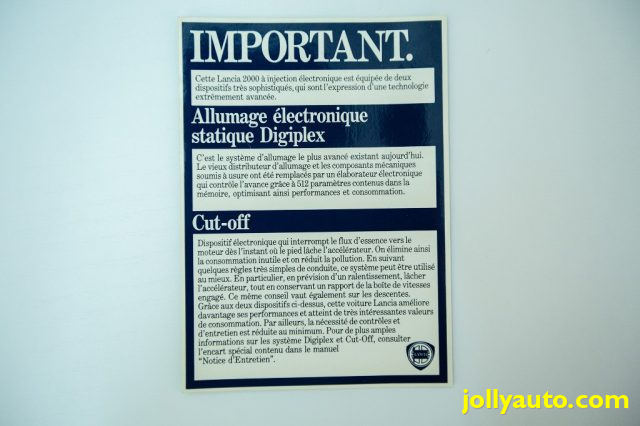 IMPORTANT.
Cette Lancia 2000 à injection électronique est équipée de deux
dispositifs très sophistiqués, qui sont l'expression d'une technologie
extrêmement avancée.
Allumage électronique
statique Digiplex
C'est le système d'allumage le plus avancé existant aujourd'hui.
Le vieux distributeur d'allumage et les composants mécaniques
soumis à usure ont été remplacés par un élaborateur électronique
qui contrôle l'avance grâce à 512 paramètres contenus dans la
mémoire, optimisant ainsi performances et consommation.
Cut-off
Dispositif électronique qui interrompt le flux d'essence vers le
moteur dès l'instant où le pied lâche l'accélérateur. On élimine ainsi
la consommation inutile et on réduit la pollution. En suivant
quelques règles très simples de conduite, ce système peut être utilisé
au mieux. En particulier, en prévision d'un ralentissement, lâcher
l'accélérateur, tout en conservant un rapport de la boîte de vitesses
engagé. Ce même conseil vaut également sur les descentes.
Grâce aux deux dispositifs ci-dessus, cette voiture Lancia améliore
davantage ses performances et atteint de très intéressantes valeurs
de consommation. Par ailleurs, la nécessité de contrôles et
d'entretien est réduite au minimum. Pour de plus amples
informations sur les système Digiplex et Cut-Off, consulter
l'encart spécial contenu dans le manuel
"Notice d'Entretien".
LANCIA
jollyauto.com